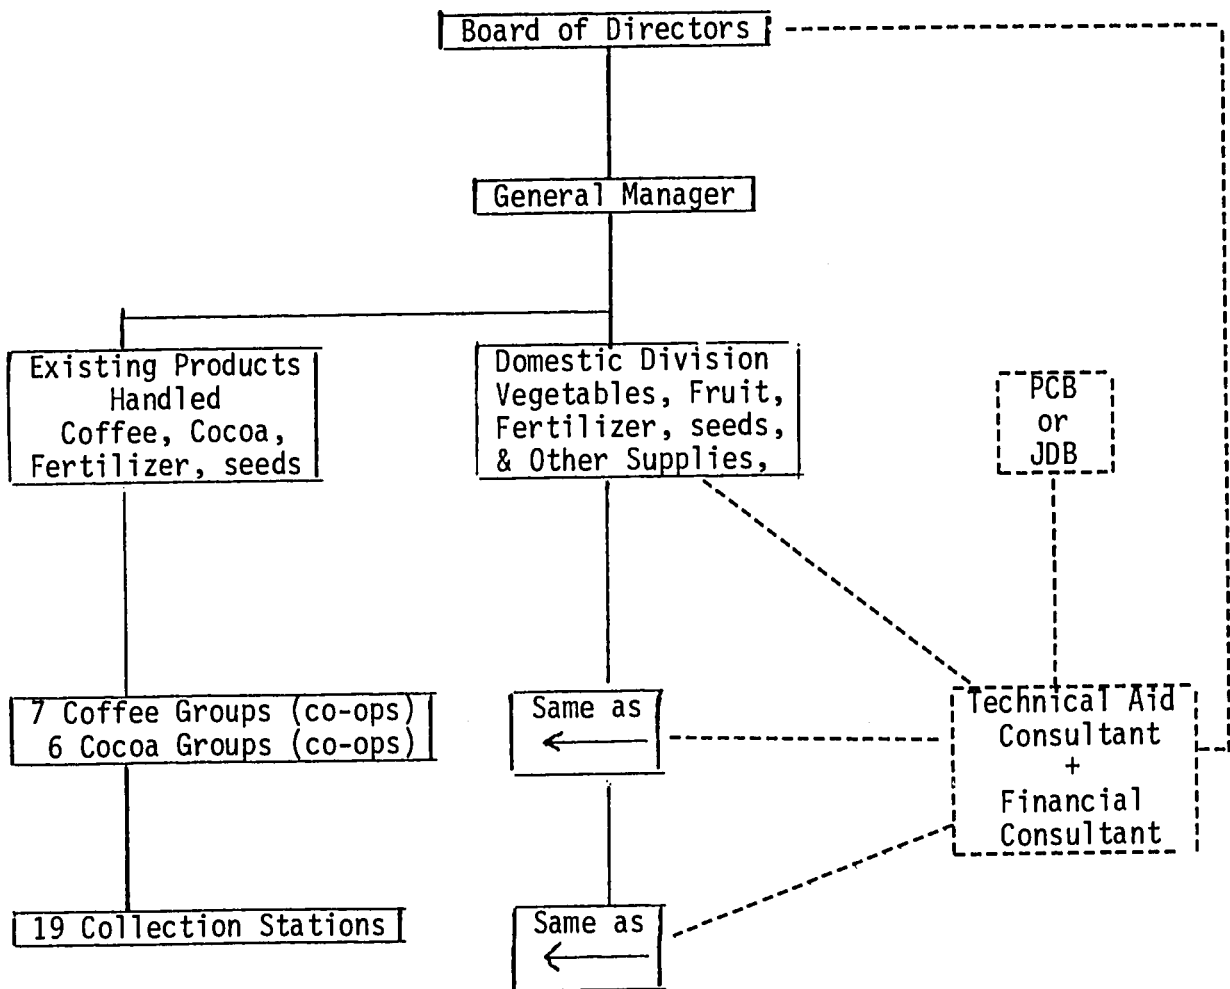 Board of Directors
General Manager
Existing Products
Handled
Coffee, Cocoa,
Fertilizer, seeds
Domestic Division
Vegetables, Fruit,
Fertilizer, seeds,
& Other Supplies,
PCB
or
JDB
7 Coffee Groups (co-ops)
6 Cocoa Groups (co-ops)
Same as
Technical Aid
Consultant
+
Financial
Consultant
19 Collection Stations
Same as